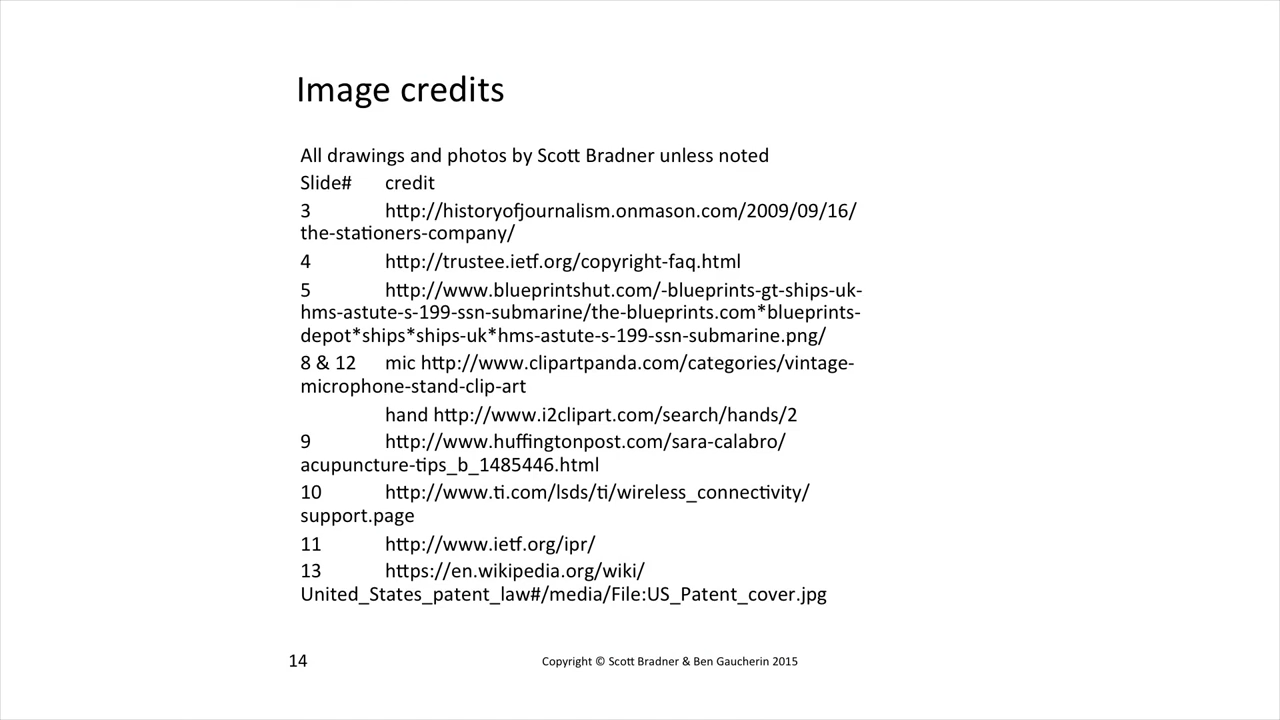 Image credits
All drawings and photos by Scott Bradner unless noted
Slide# credit
3 http://historyofjournalism.onmason.com/2009/09/16/
the-stationers-company/
4 http://trustee.ietf.org/copyright-faq.html
5 http://www.blueprintshut.com/-blueprints-gt-ships-uk-
hms-astute-s-199-ssn-submarine/the-blueprints.com*blueprints-
depot*ships*ships-uk*hms-astute-s-199-ssn-submarine.png/
8 & 12 mic http://www.clipartpanda.com/categories/vintage-
microphone-stand-clip-art
hand http://www.i2clipart.com/search/hands/2
9 http://www.huffingtonpost.com/sara-calabro/
acupuncture-tips_b_1485446.html
10 http://www.ti.com/lsds/ti/wireless_connectivity/
support.page
11 http://www.ietf.org/ipr/
13 https://en.wikipedia.org/wiki/
United_States_patent_law#/media/File:US_Patent_cover.jpg
14 Copyright © Scott Bradner & Ben Gaucherin 2015